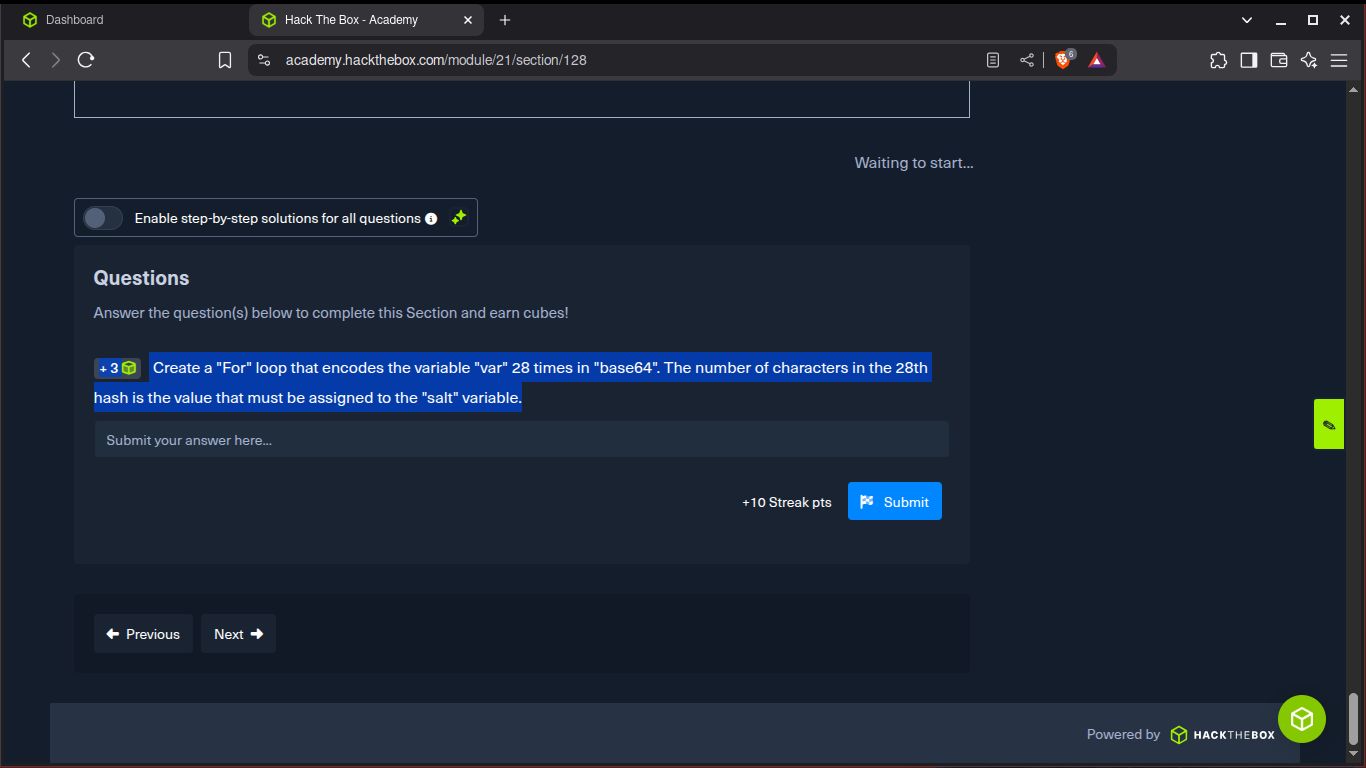 Dashboard
Hack The Box - Academy
academy.hackthebox.com/module/21/section/128
6
Waiting to start...
Enable step-by-step solutions for all questions
Questions
Answer the question(s) below to complete this Section and earn cubes!
+ 3 Create a "For" loop that encodes the variable "var" 28 times in "base64". The number of characters in the 28th
hash is the value that must be assigned to the "salt" variable.
Submit your answer here...
+10 Streak pts
Submit
Previous
Next
Powered by HACKTHEBOX